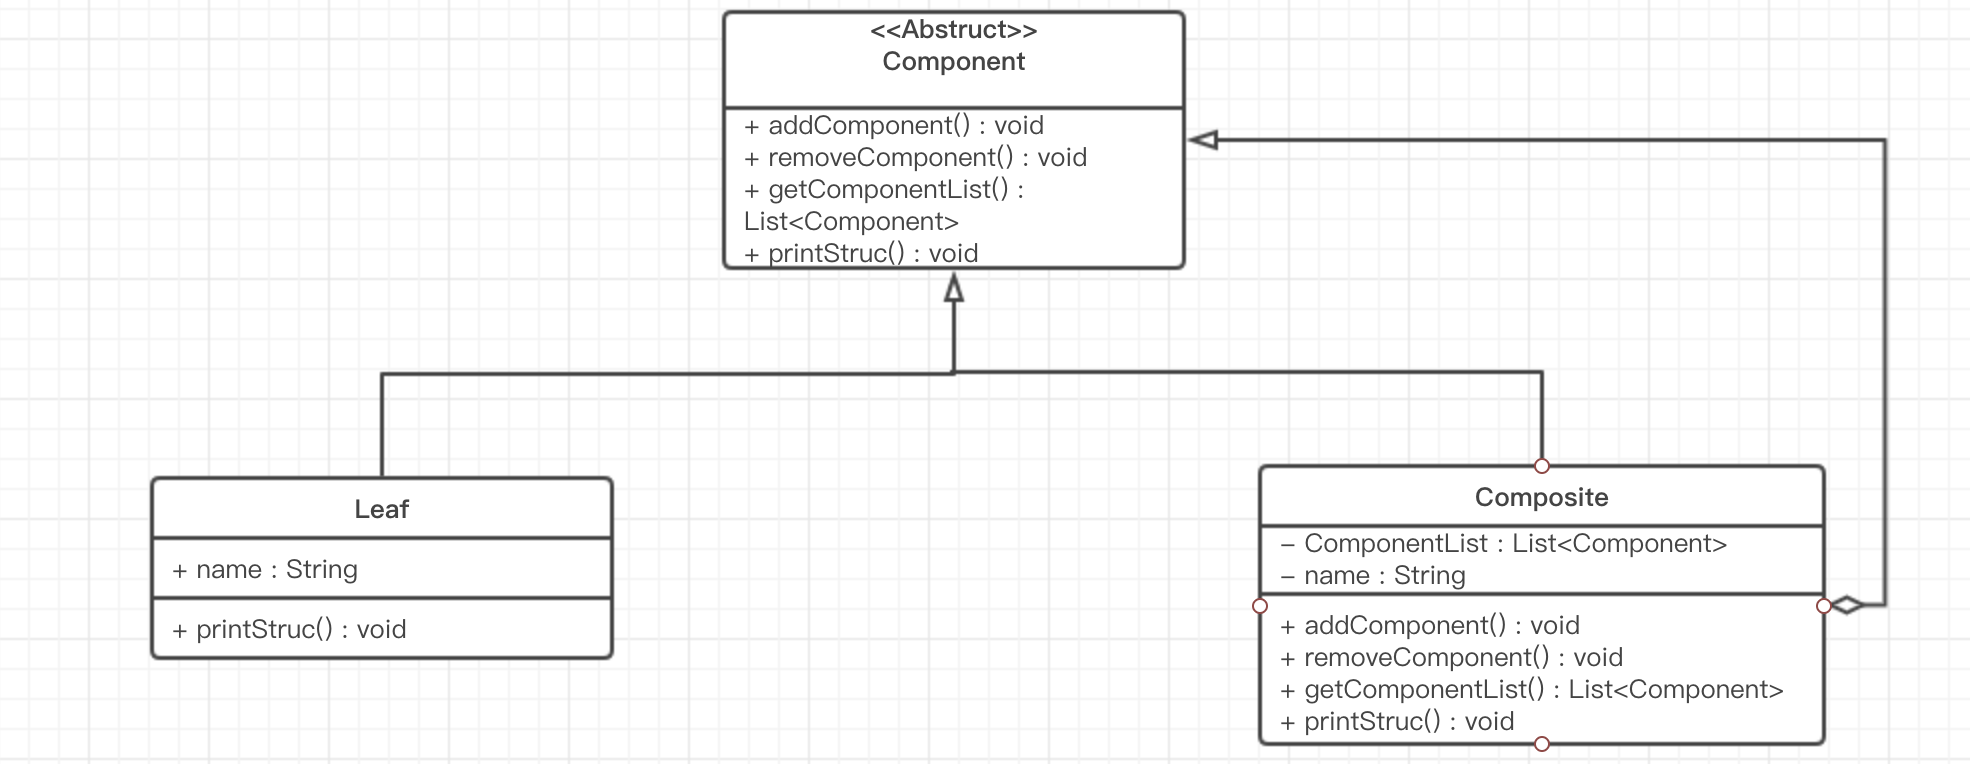 <<Abstruct>>
Component
+ addComponent() : void
+ removeComponent() : void
+ getComponentList() :
List<Component>
+ printStruc() : void
Leaf
+ name : String
+ printStruc() : void
Composite
– ComponentList : List<Component>
– name : String
+ addComponent() : void
+ removeComponent() : void
+ getComponentList() : List<Component>
+ printStruc() : void